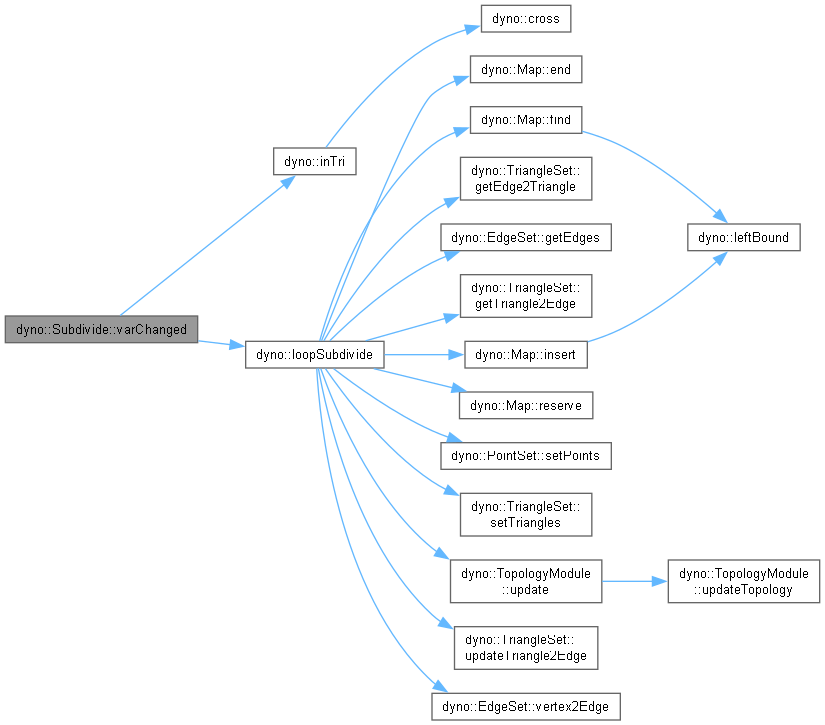 dyno::cross
dyno::Map::end
dyno::Map::find
dyno::inTri
dyno::TriangleSet::
getEdge2Triangle
dyno::EdgeSet::getEdges
dyno::leftBound
dyno::TriangleSet::
getTriangle2Edge
dyno::Subdivide::varChanged
dyno::loopSubdivide
dyno::Map::insert
dyno::Map::reserve
dyno::PointSet::setPoints
dyno::TriangleSet::
setTriangles
dyno::TopologyModule
::update
dyno::TopologyModule
::updateTopology
dyno::TriangleSet::
updateTriangle2Edge
dyno::EdgeSet::vertex2Edge